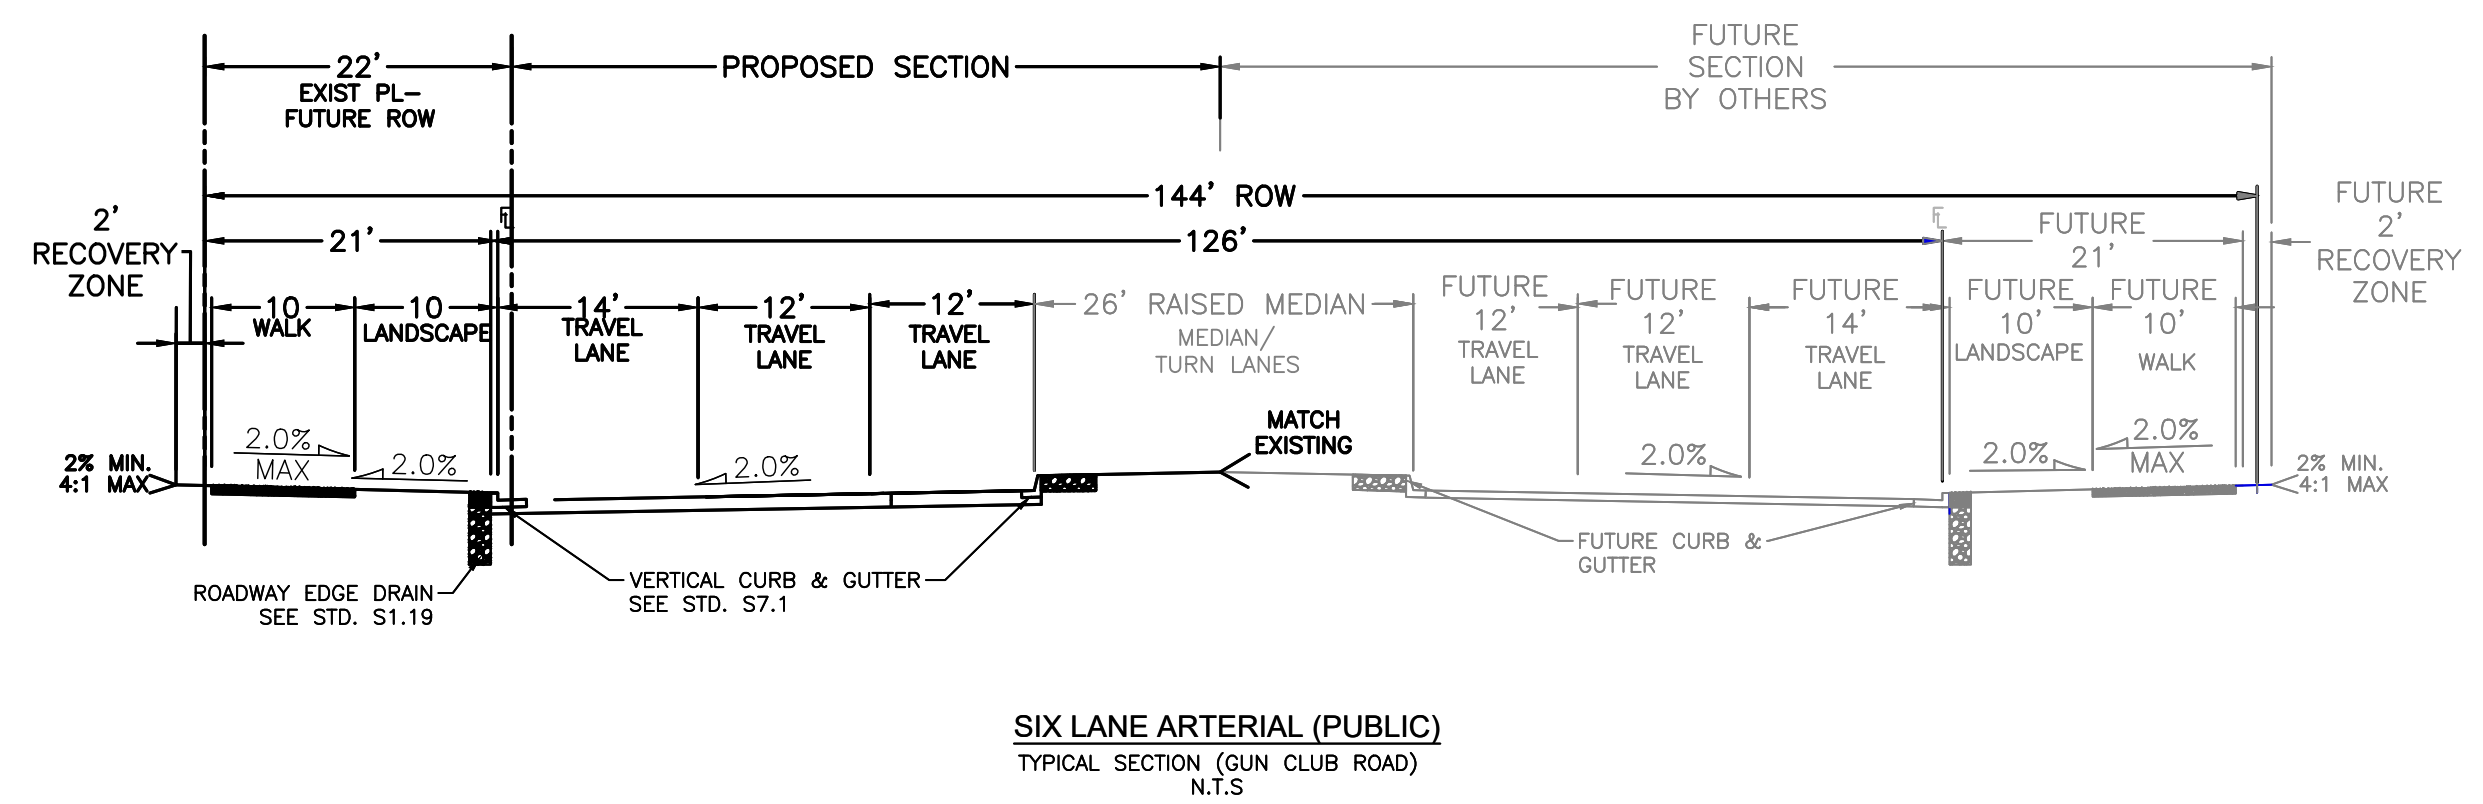 22'
EXIST PL-
FUTURE ROW
PROPOSED SECTION
FUTURE
SECTION
BY OTHERS
144' ROW
2'
RECOVERY
ZONE
21'
FL
126'
FL
FUTURE
21'
FUTURE
2'
RECOVERY
ZONE
10
WALK
10
LANDSCAPE
14'
TRAVEL
LANE
12'
TRAVEL
LANE
12'
TRAVEL
LANE
26' RAISED MEDIAN
MEDIAN/
TURN LANES
FUTURE
12'
TRAVEL
LANE
FUTURE
12'
TRAVEL
LANE
FUTURE
14'
TRAVEL
LANE
FUTURE
10'
LANDSCAPE
FUTURE
10'
WALK
2% MIN.
4:1 MAX
2.0%
MAX
2.0%
2.0%
MATCH
EXISTING
2.0%
2.0%
2.0%
MAX
2% MIN.
4:1 MAX
ROADWAY EDGE DRAIN
SEE STD. S1.19
VERTICAL CURB & GUTTER
SEE STD. S7.1
FUTURE CURB &
GUTTER
SIX LANE ARTERIAL (PUBLIC)
TYPICAL SECTION (GUN CLUB ROAD)
N.T.S